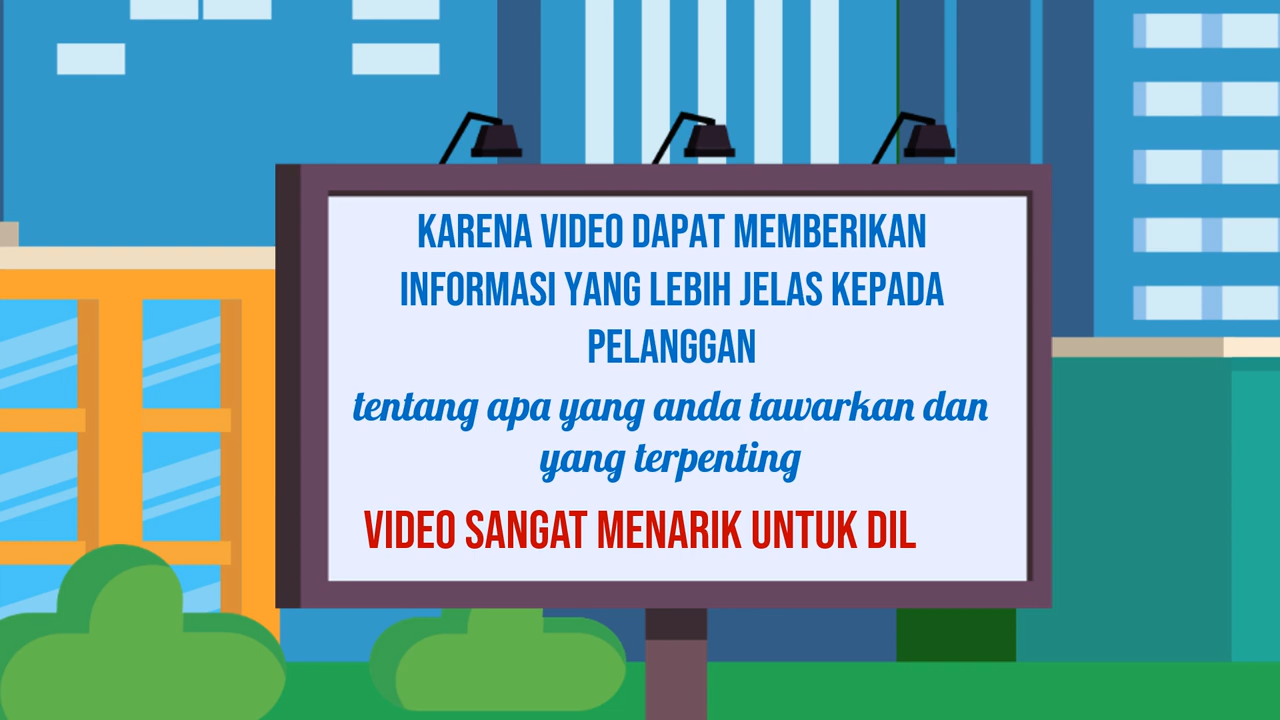 KARENA VIDEO DAPAT MEMBERIKAN
INFORMASI YANG LEBIH JELAS KEPADA
PELANGGAN
tentang apa yang anda tawarkan dan
yang terpenting
VIDEO SANGAT MENARIK UNTUK DIL